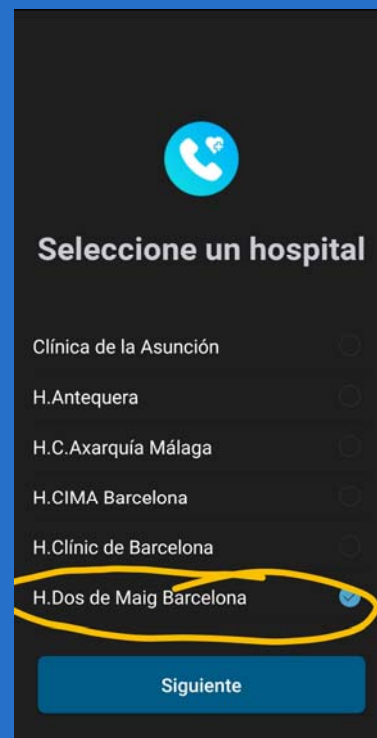 Seleccione un hospital
Clínica de la Asunción
H.Antequera
H.C.Axarquía Málaga
H.CIMA Barcelona
H.Clínic de Barcelona
H.Dos de Maig Barcelona
Siguiente